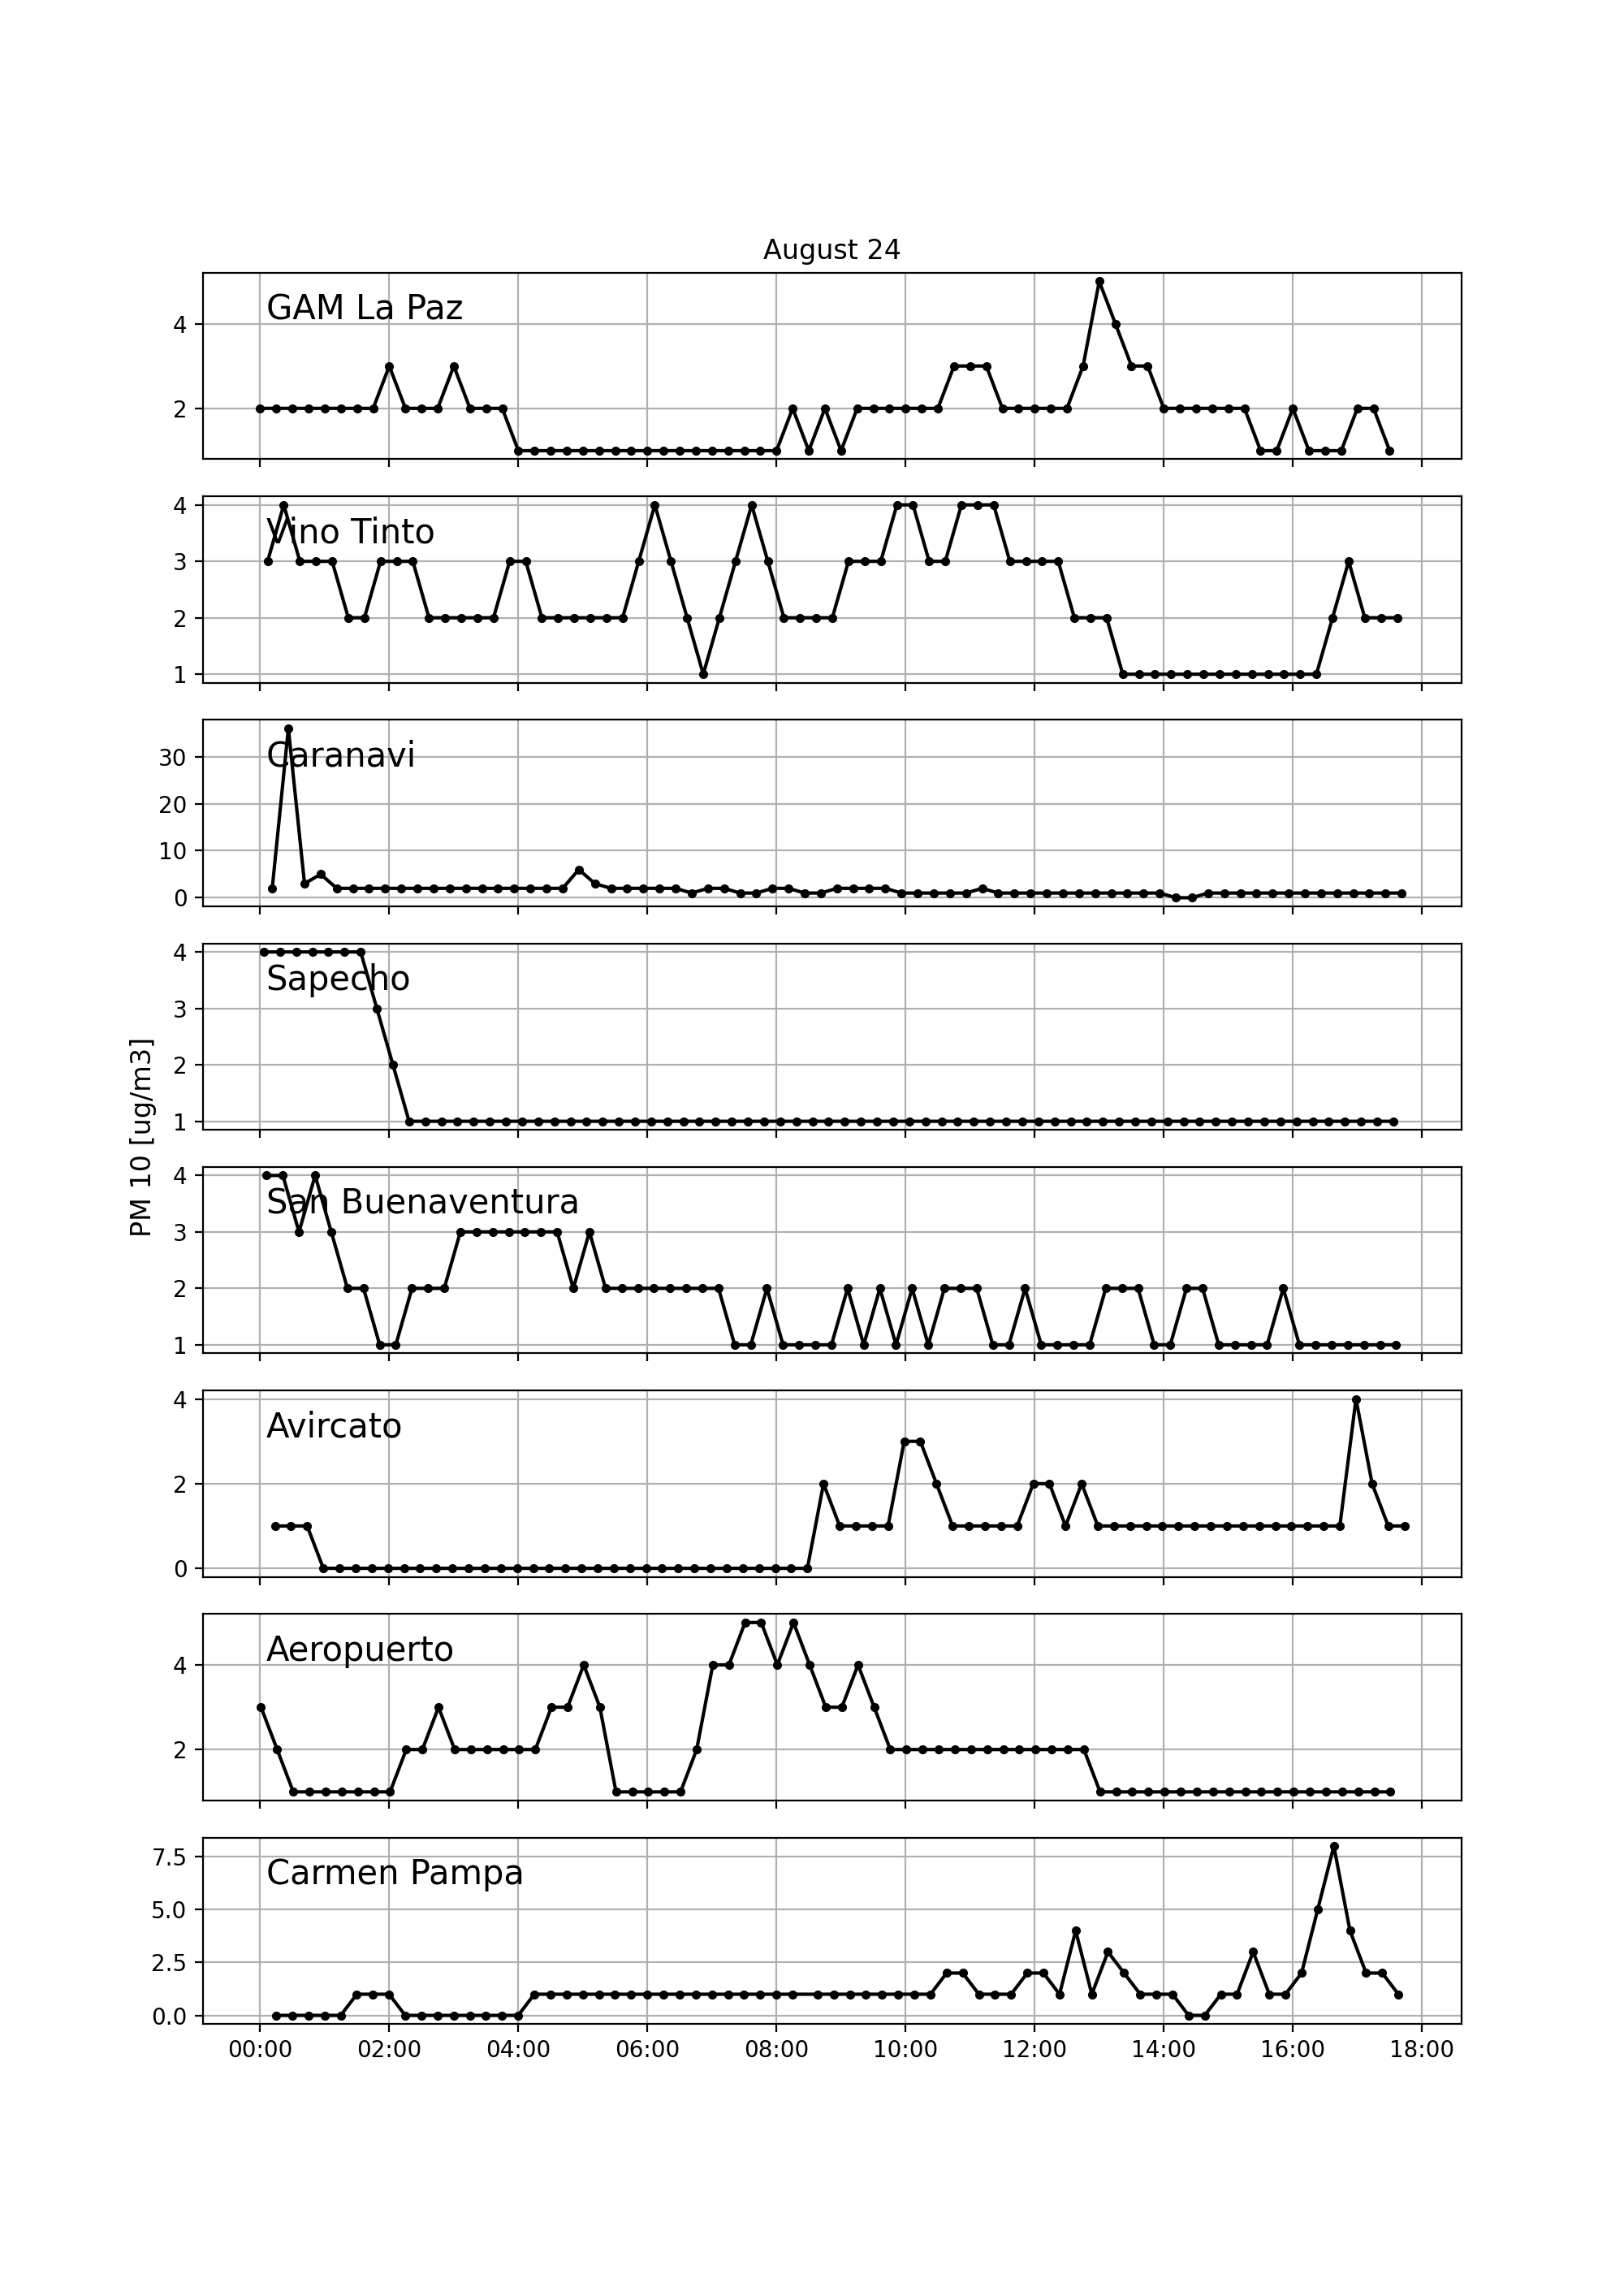 August 24
PM 10 [ug/m3]
GAM La Paz
4
2
Vino Tinto
4
3
2
1
Caranavi
30
20
10
0
Sapecho
4
3
2
1
San Buenaventura
4
3
2
1
Avircato
4
2
0
Aeropuerto
4
2
Carmen Pampa
7.5
5.0
2.5
0.0
00:00 02:00 04:00 06:00 08:00 10:00 12:00 14:00 16:00 18:00